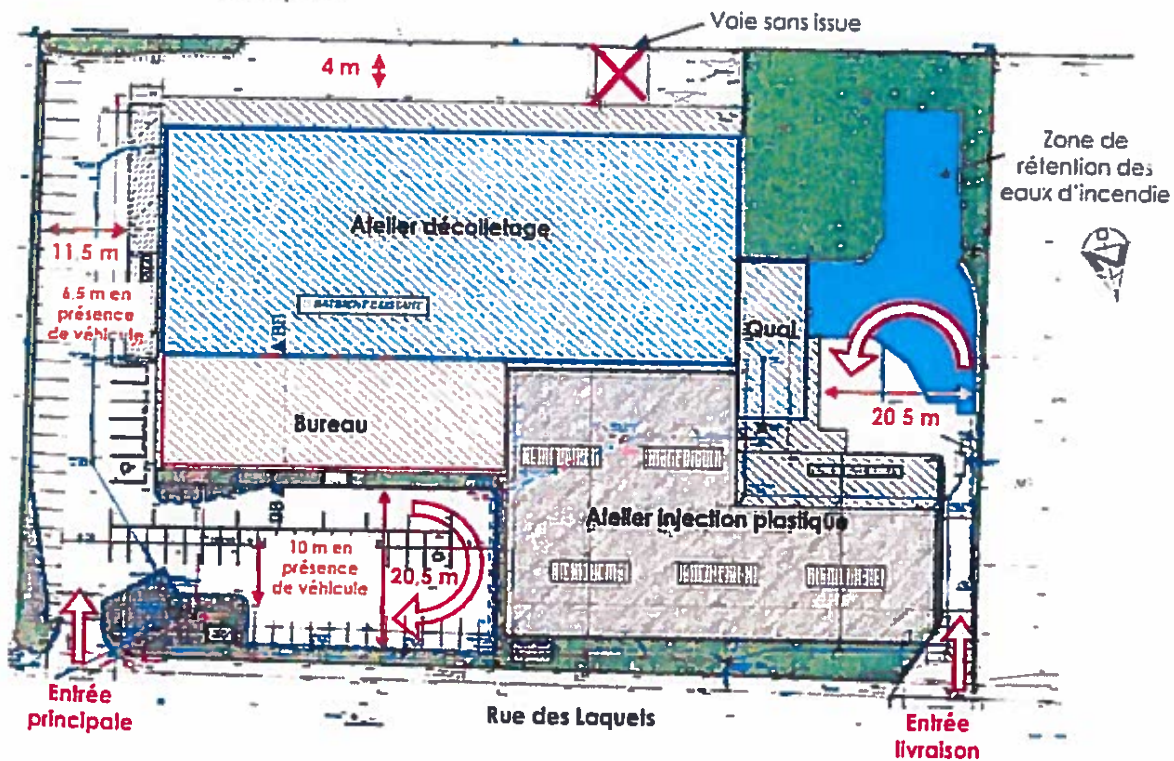 Voie sans issue
4 m
Zone de
rétention des
eaux d'incendie
Atelier décolletage
11.5 m
6.5 m en
présence
de véhicule
Quai
20 5 m
Bureau
Atelier injection plastique
10 m en
présence
de véhicule
20,5 m
Entrée
principale
Rue des Laquets
Entrée
livraison